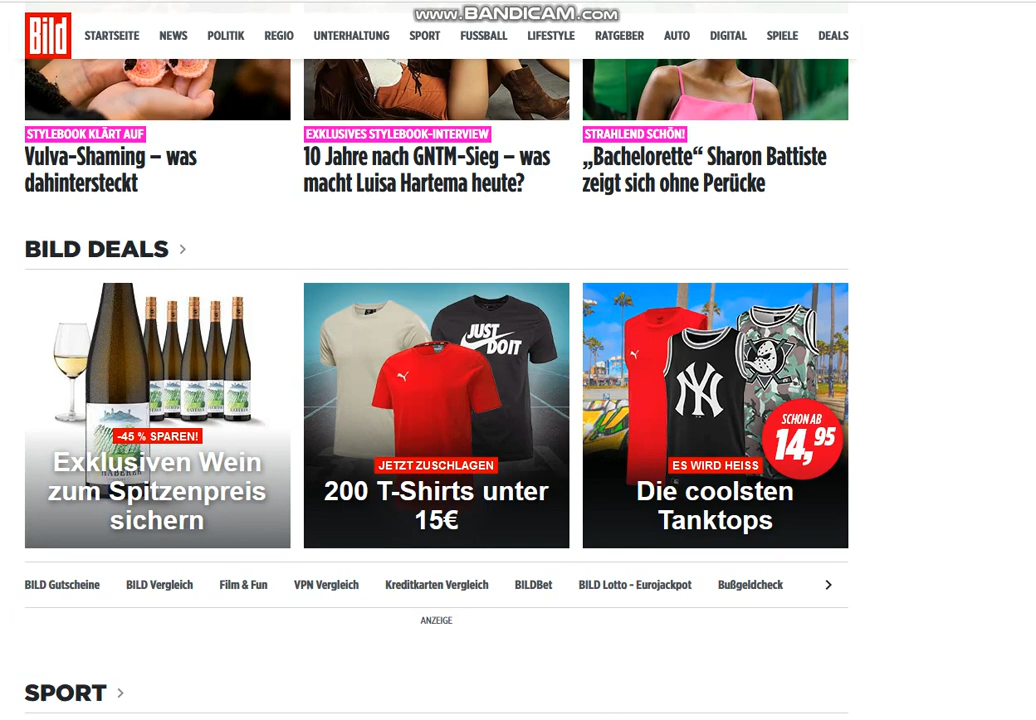 www.BANDICAM.com
Bild STARTSEITE NEWS POLITIK REGIO UNTERHALTUNG SPORT FUSSBALL LIFESTYLE RATGEBER AUTO DIGITAL SPIELE DEALS
STYLEBOOK KLÄRT AUF
Vulva-Shaming – was
dahintersteckt
EXKLUSIVES STYLEBOOK-INTERVIEW
10 Jahre nach GNTM-Sieg – was
macht Luisa Hartema heute?
STRAHLEND SCHÖN!
„Bachelorette“ Sharon Battiste
zeigt sich ohne Perücke
BILD DEALS
-45 % SPAREN!
Exklusiven Wein
zum Spitzenpreis
sichern
HABEREN
JUST
DO IT
JETZT ZUSCHLAGEN
200 T-Shirts unter
15€
NY
SCHON AB
14,95
ES WIRD HEISS
Die coolsten
Tanktops
BILD Gutscheine BILD Vergleich Film & Fun VPN Vergleich Kreditkarten Vergleich BILDBet BILD Lotto - Eurojackpot Bußgeldcheck
ANZEIGE
SPORT